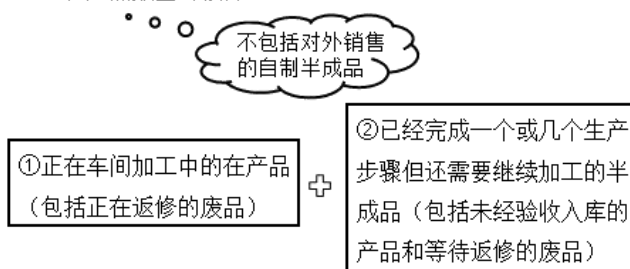 不包括对外销售
的自制半成品
①正在车间加工中的在产品
（包括正在返修的废品）
②已经完成一个或几个生产
步骤但还需要继续加工的半
成品（包括未经验收入库的
产品和等待返修的废品）